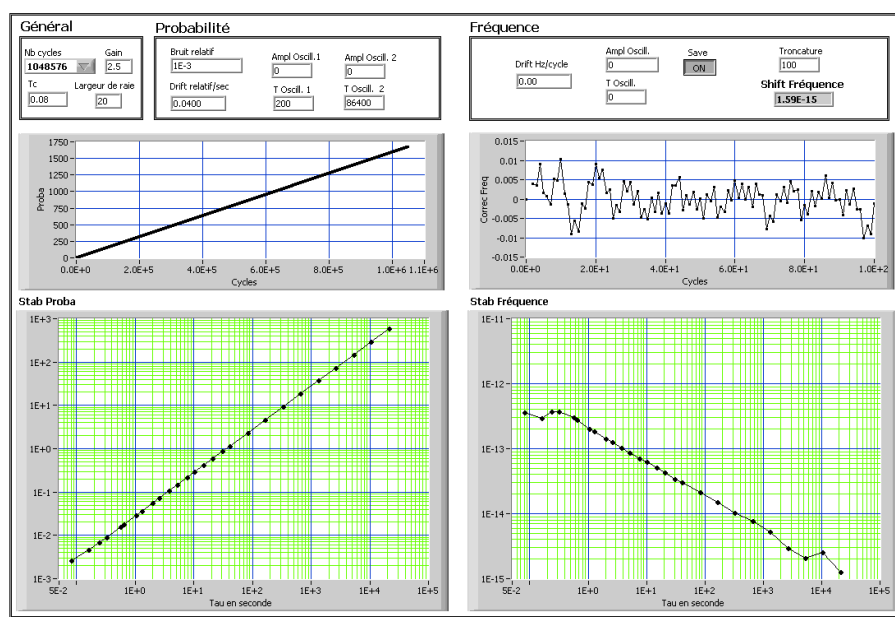 Général
Nb cycles
1048576
Gain
2.5
Tc
0.08
Largeur de raie
20
Probabilité
Bruit relatif
1E-3
Drift relatif/sec
0.0400
Ampl Oscill.1
0
T Oscill. 1
200
Ampl Oscill. 2
0
T Oscill. 2
86400
Fréquence
Drift Hz/cycle
0.00
Ampl Oscill.
0
T Oscill.
0
Save
ON
Troncature
100
Shift Fréquence
1.59E-15
Proba
1750
1500
1250
1000
750
500
250
0
0.0E+0 2.0E+5 4.0E+5 6.0E+5 8.0E+5 1.0E+6 1.1E+6
Cycles
Correc Freq
0.015
0.010
0.005
0
-0.005
-0.01
-0.015
0.0E+0 2.0E+1 4.0E+1 6.0E+1 8.0E+1 1.0E+2
Cycles
Stab Proba
1E+3
1E+2
1E+1
1E+0
1E-1
1E-2
1E-3
5E-2 1E+0 1E+1 1E+2 1E+3 1E+4 1E+5
Tau en seconde
Stab Fréquence
1E-11
1E-12
1E-13
1E-14
1E-15
5E-2 1E+0 1E+1 1E+2 1E+3 1E+4 1E+5
Tau en seconde